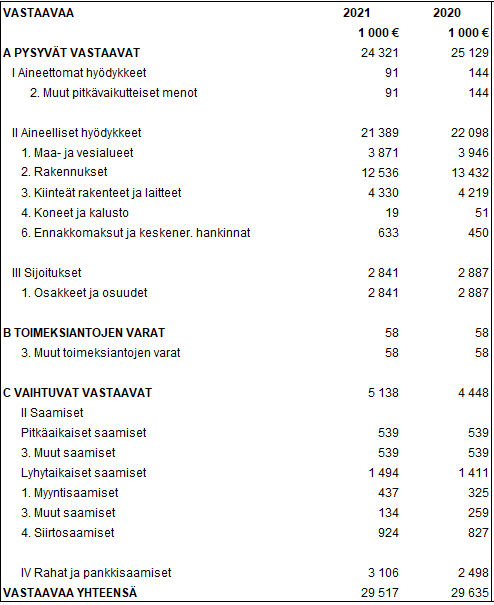 VASTAAVAA 2021 2020
1 000 € 1 000 €
A PYSYVÄT VASTAAVAT 24 321 25 129
I Aineettomat hyödykkeet 91 144
2. Muut pitkävaikutteiset menot 91 144
II Aineelliset hyödykkeet 21 389 22 098
1. Maa- ja vesialueet 3 871 3 946
2. Rakennukset 12 536 13 432
3. Kiinteät rakenteet ja laitteet 4 330 4 219
4. Koneet ja kalusto 19 51
6. Ennakkomaksut ja keskener. hankinnat 633 450
III Sijoitukset 2 841 2 887
1. Osakkeet ja osuudet 2 841 2 887
B TOIMEKSIANTOJEN VARAT 58 58
3. Muut toimeksiantojen varat 58 58
C VAIHTUVAT VASTAAVAT 5 138 4 448
II Saamiset
Pitkäaikaiset saamiset 539 539
3. Muut saamiset 539 539
Lyhytaikaiset saamiset 1 494 1 411
1. Myyntisaamiset 437 325
3. Muut saamiset 134 259
4. Siirtosaamiset 924 827
IV Rahat ja pankkisaamiset 3 106 2 498
VASTAAVAA YHTEENSÄ 29 517 29 635